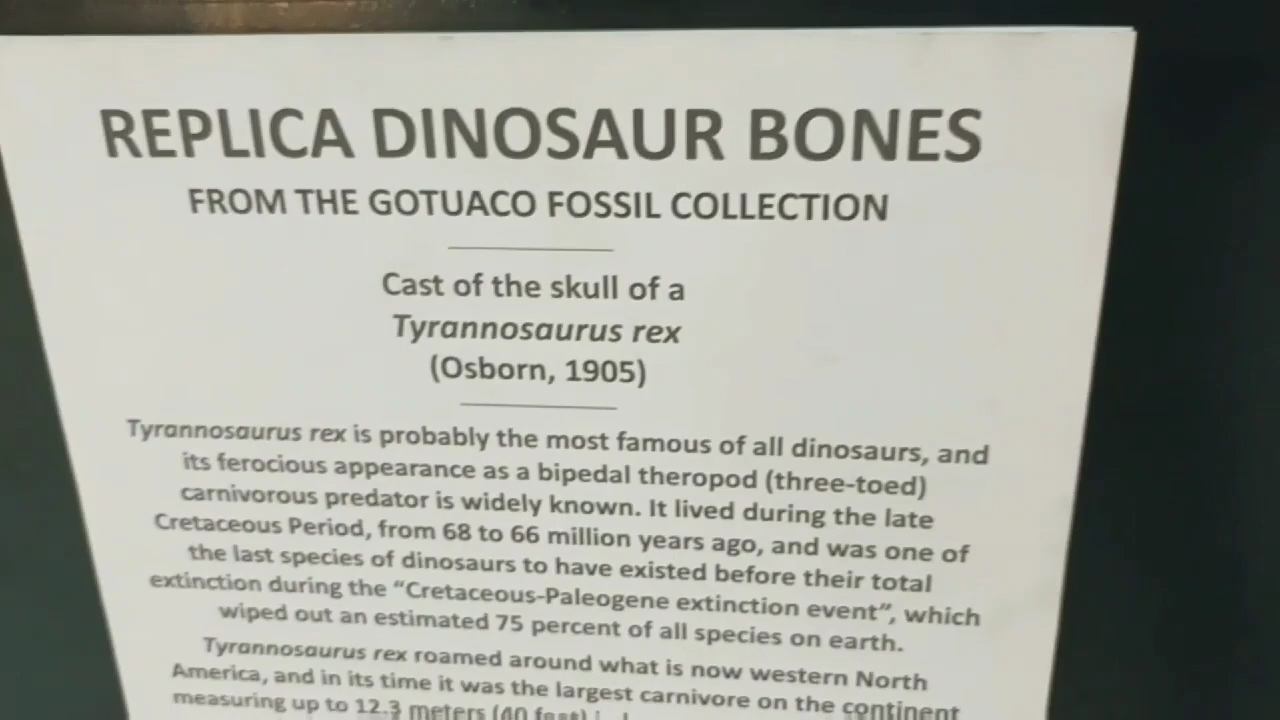 REPLICA DINOSAUR BONES
FROM THE GOTUACO FOSSIL COLLECTION
Cast of the skull of a
Tyrannosaurus rex
(Osborn, 1905)
Tyrannosaurus rex is probably the most famous of all dinosaurs, and
its ferocious appearance as a bipedal theropod (three-toed)
carnivorous predator is widely known. It lived during the late
Cretaceous Period, from 68 to 66 million years ago, and was one of
the last species of dinosaurs to have existed before their total
extinction during the “Cretaceous-Paleogene extinction event”, which
wiped out an estimated 75 percent of all species on earth.
Tyrannosaurus rex roamed around what is now western North
America, and in its time it was the largest carnivore on the continent
measuring up to 12.3 meters (40 feet)